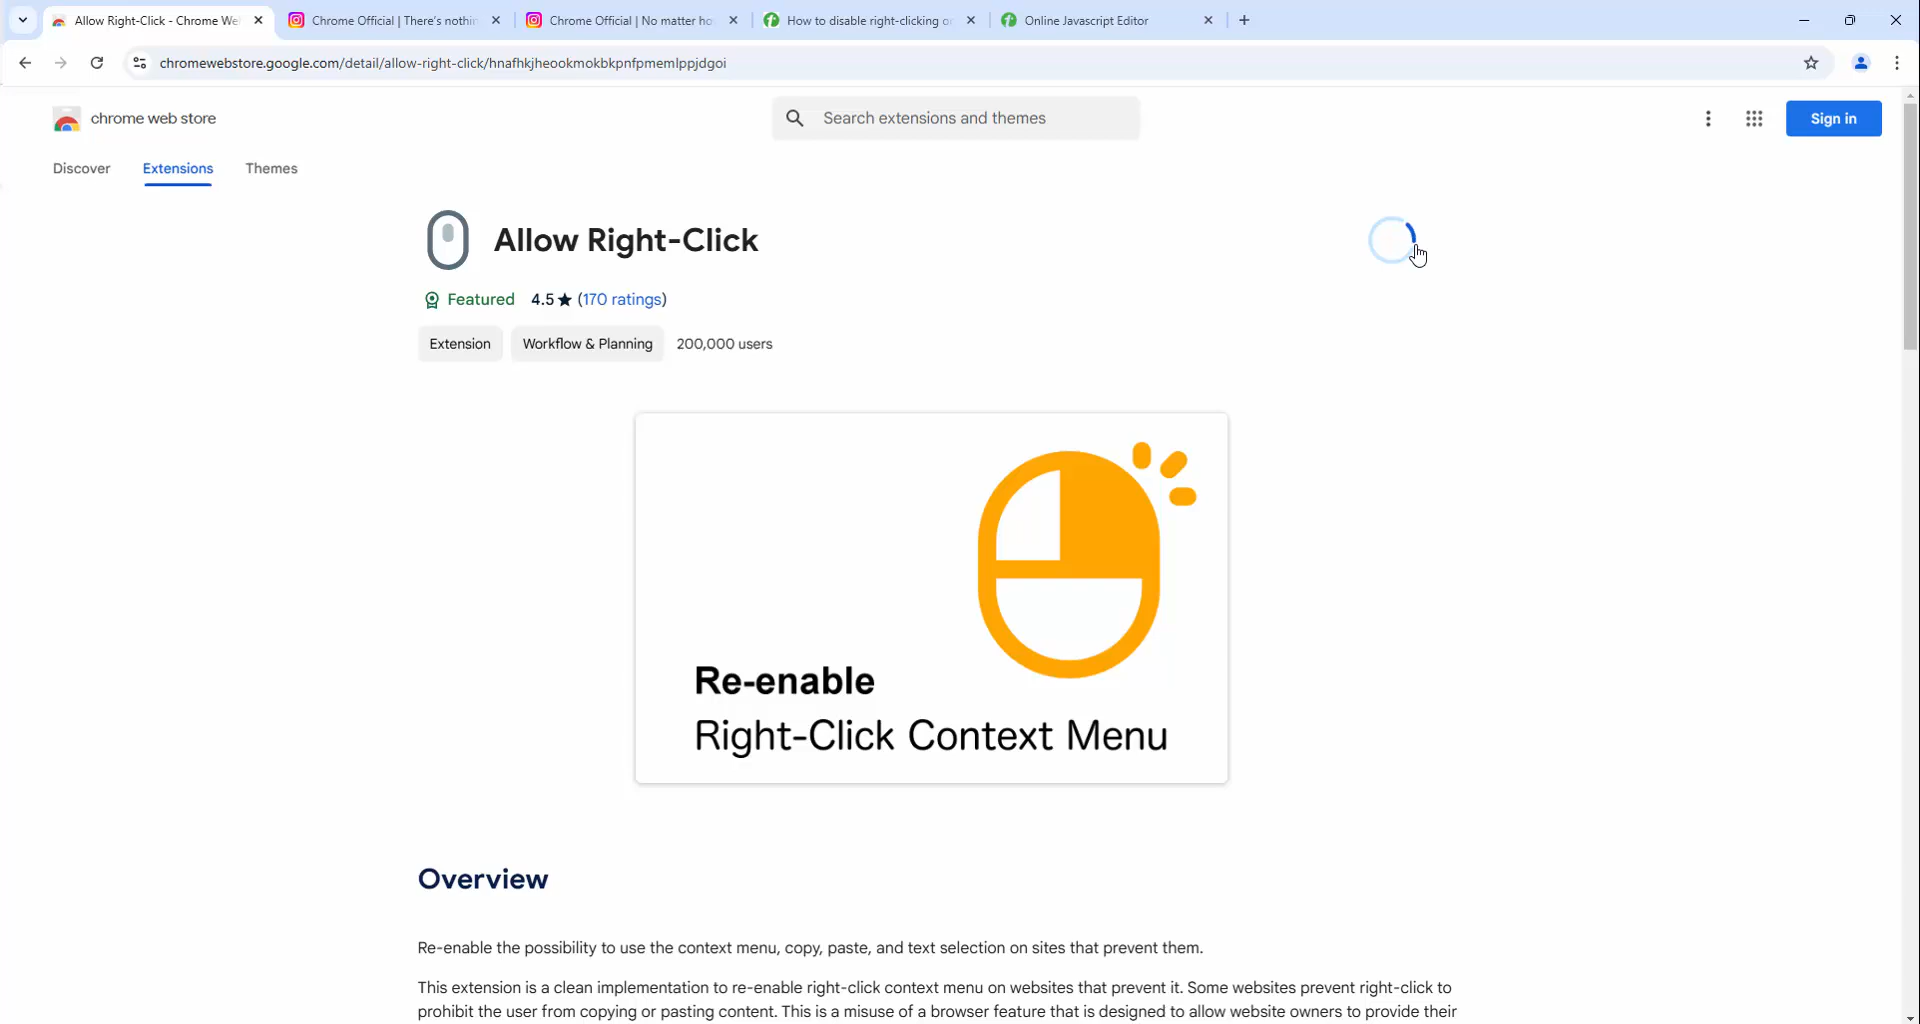 Allow Right-Click - Chrome We
Chrome Official | There's nothin
Chrome Official | No matter ho
How to disable right-clicking o
Online Javascript Editor
chromewebstore.google.com/detail/allow-right-click/hnafhkjheookmokbkpnfpmemlppjdgoi
chrome web store
Search extensions and themes
Sign in
Discover
Extensions
Themes
Allow Right-Click
Featured 4.5★ (170 ratings)
Extension
Workflow & Planning
200,000 users
Re-enable
Right-Click Context Menu
Overview
Re-enable the possibility to use the context menu, copy, paste, and text selection on sites that prevent them.
This extension is a clean implementation to re-enable right-click context menu on websites that prevent it. Some websites prevent right-click to
prohibit the user from copying or pasting content. This is a misuse of a browser feature that is designed to allow website owners to provide their